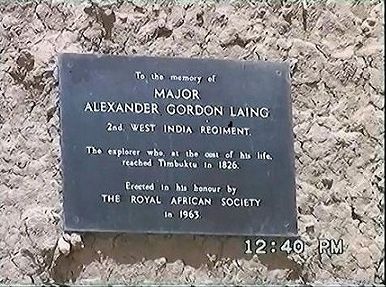 To the memory of
MAJOR
ALEXANDER GORDON LAING
2nd. WEST INDIA REGIMENT.
The explorer who, at the cost of his life,
reached Timbuktu in 1826.
Erected in his honour by
THE ROYAL AFRICAN SOCIETY
in 1963.
12:40 PM